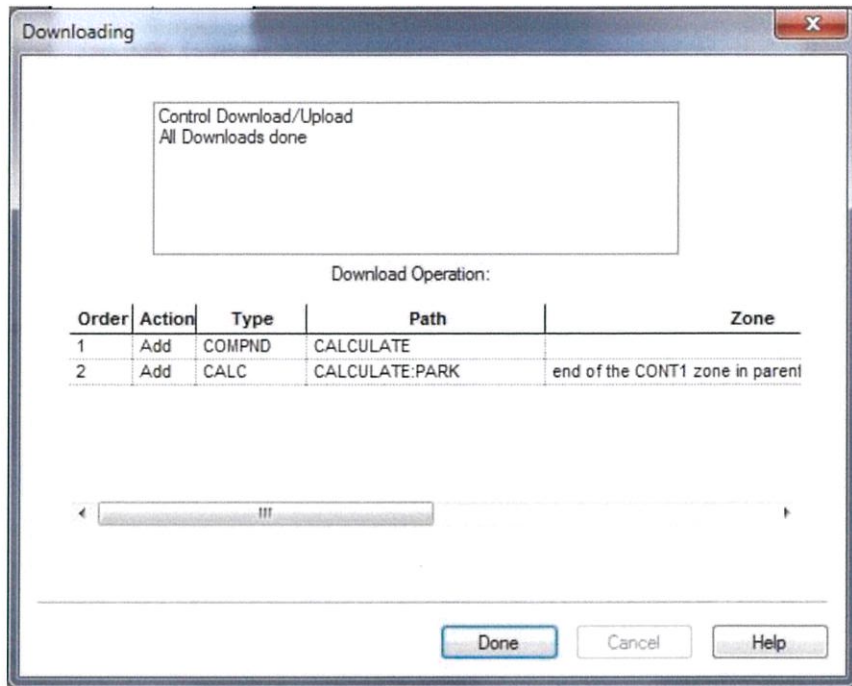 Downloading
Control Download/Upload
All Downloads done
Download Operation:
Order Action Type Path Zone
1 Add COMPND CALCULATE
2 Add CALC CALCULATE:PARK end of the CONT1 zone in parent
Done Cancel Help